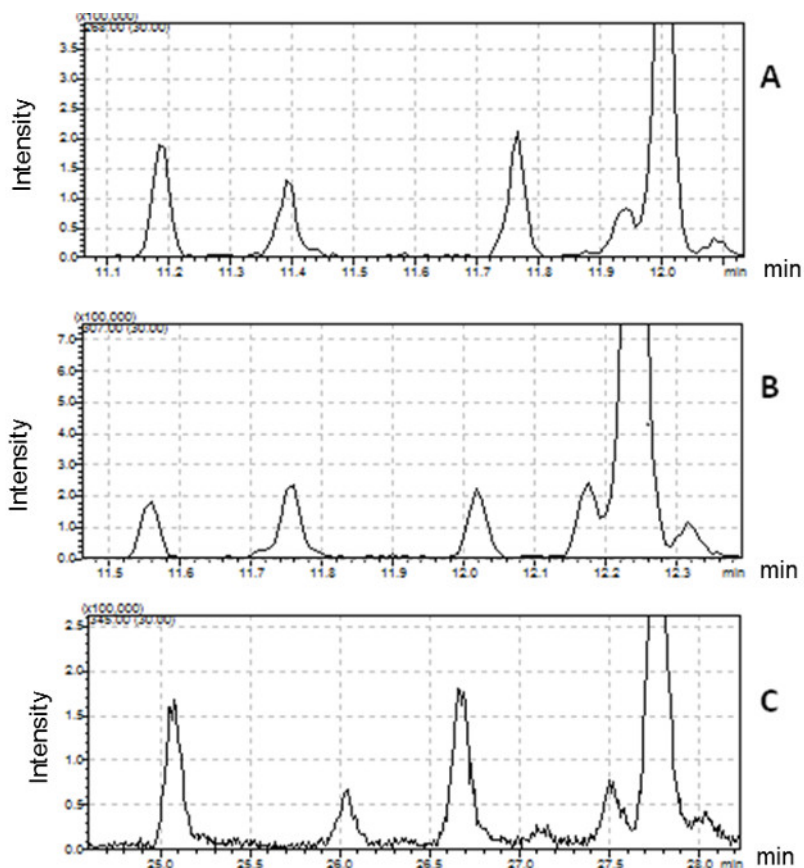 (x100,000)
268.00 (30.00)
3.5
3.0
2.5
2.0
1.5
1.0
0.5
0.0
11.1 11.2 11.3 11.4 11.5 11.6 11.7 11.8 11.9 12.0 min
min
Intensity
A
(x100,000)
307.00 (30.00)
7.0
6.0
5.0
4.0
3.0
2.0
1.0
0.0
11.5 11.6 11.7 11.8 11.9 12.0 12.1 12.2 12.3 min
min
Intensity
B
(x100,000)
345.00 (30.00)
2.5
2.0
1.5
1.0
0.5
0.0
25.0 25.5 26.0 26.5 27.0 27.5 28.0 min
min
Intensity
C